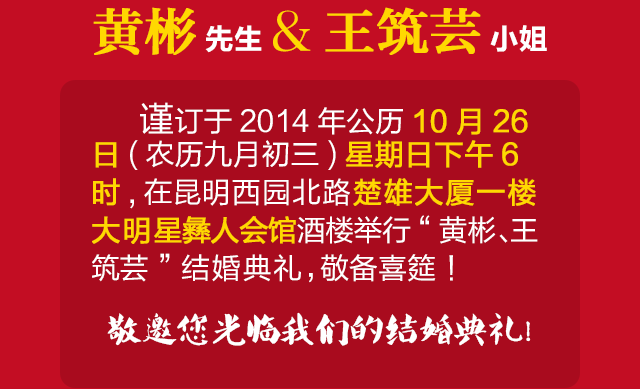 黄彬 先生 & 王筑芸 小姐
谨订于 2014 年公历 10 月 26
日 ( 农历九月初三 ) 星期日下午 6
时 , 在昆明西园北路楚雄大厦一楼
大明星彝人会馆酒楼举行 “ 黄彬、王
筑芸 ” 结婚典礼 , 敬备喜筵 !
敬邀您光临我们的结婚典礼!